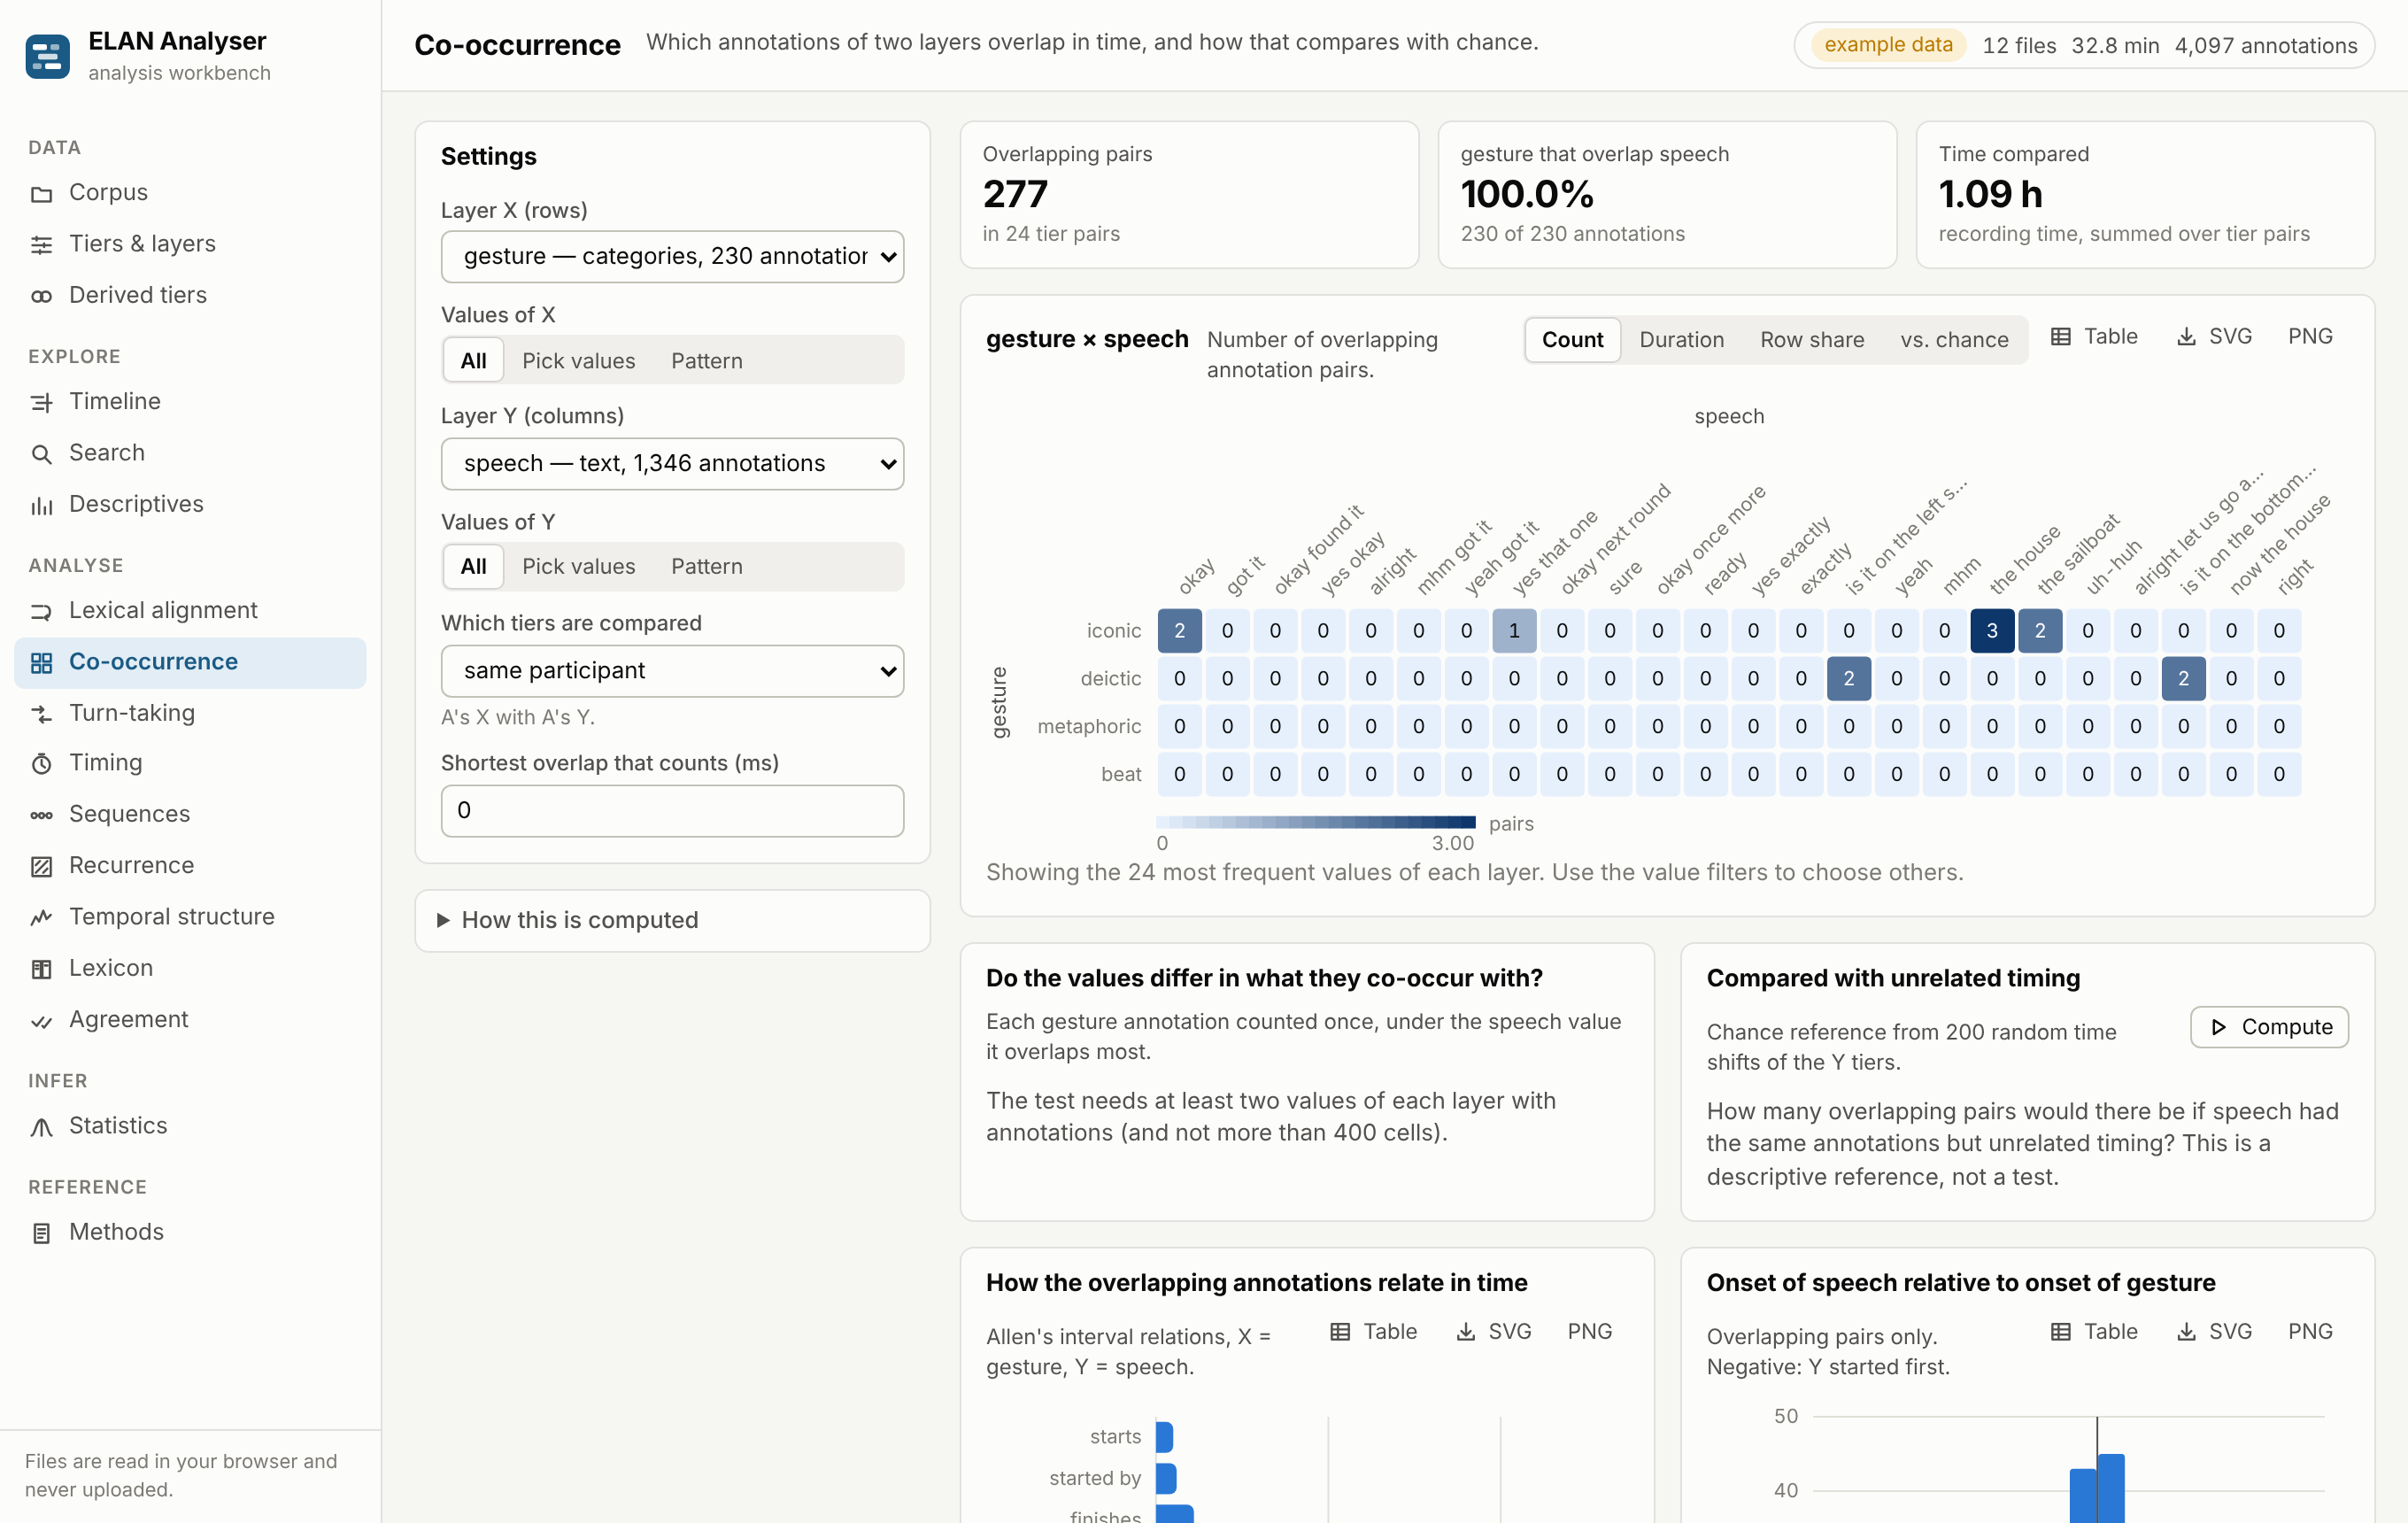 ELAN Analyser
analysis workbench
DATA
Corpus
Tiers & layers
Derived tiers
EXPLORE
Timeline
Search
Descriptives
ANALYSE
Lexical alignment
Co-occurrence
Turn-taking
Timing
Sequences
Recurrence
Temporal structure
Lexicon
Agreement
INFER
Statistics
REFERENCE
Methods
Files are read in your browser and
never uploaded.
Co-occurrence Which annotations of two layers overlap in time, and how that compares with chance.
example data 12 files 32.8 min 4,097 annotations
Settings
Layer X (rows)
gesture — categories, 230 annotation
Values of X
All Pick values Pattern
Layer Y (columns)
speech — text, 1,346 annotations
Values of Y
All Pick values Pattern
Which tiers are compared
same participant
A's X with A's Y.
Shortest overlap that counts (ms)
0
How this is computed
Overlapping pairs
277
in 24 tier pairs
gesture that overlap speech
100.0%
230 of 230 annotations
Time compared
1.09 h
recording time, summed over tier pairs
gesture × speech Number of overlapping
annotation pairs.
Count Duration Row share vs. chance
Table SVG PNG
speech
okay
got it
okay found it
yes okay
alright
mhm got it
yeah got it
yes that one
okay next round
sure
okay once more
ready
yes exactly
exactly
is it on the left s...
yeah
mhm
the house
the sailboat
uh-huh
alright let us go a...
is it on the bottom...
now the house
right
gesture
iconic 2 0 0 0 0 0 0 1 0 0 0 0 0 0 0 0 0 3 2 0 0 0 0 0
deictic 0 0 0 0 0 0 0 0 0 0 0 0 0 0 2 0 0 0 0 0 0 2 0 0
metaphoric 0 0 0 0 0 0 0 0 0 0 0 0 0 0 0 0 0 0 0 0 0 0 0 0
beat 0 0 0 0 0 0 0 0 0 0 0 0 0 0 0 0 0 0 0 0 0 0 0 0
pairs
0 3.00
Showing the 24 most frequent values of each layer. Use the value filters to choose others.
Do the values differ in what they co-occur with?
Each gesture annotation counted once, under the speech value
it overlaps most.
The test needs at least two values of each layer with
annotations (and not more than 400 cells).
Compared with unrelated timing
Chance reference from 200 random time
shifts of the Y tiers.
Compute
How many overlapping pairs would there be if speech had
the same annotations but unrelated timing? This is a
descriptive reference, not a test.
How the overlapping annotations relate in time
Allen's interval relations, X =
gesture, Y = speech.
Table SVG PNG
starts
started by
finishes
Onset of speech relative to onset of gesture
Overlapping pairs only.
Negative: Y started first.
Table SVG PNG
50
40